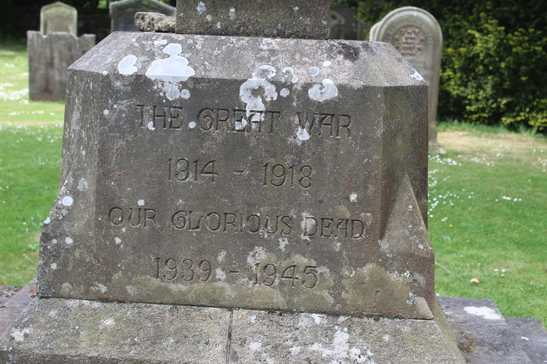 THE GREAT WAR
1914 - 1918
OUR GLORIOUS DEAD
1939 - 1945